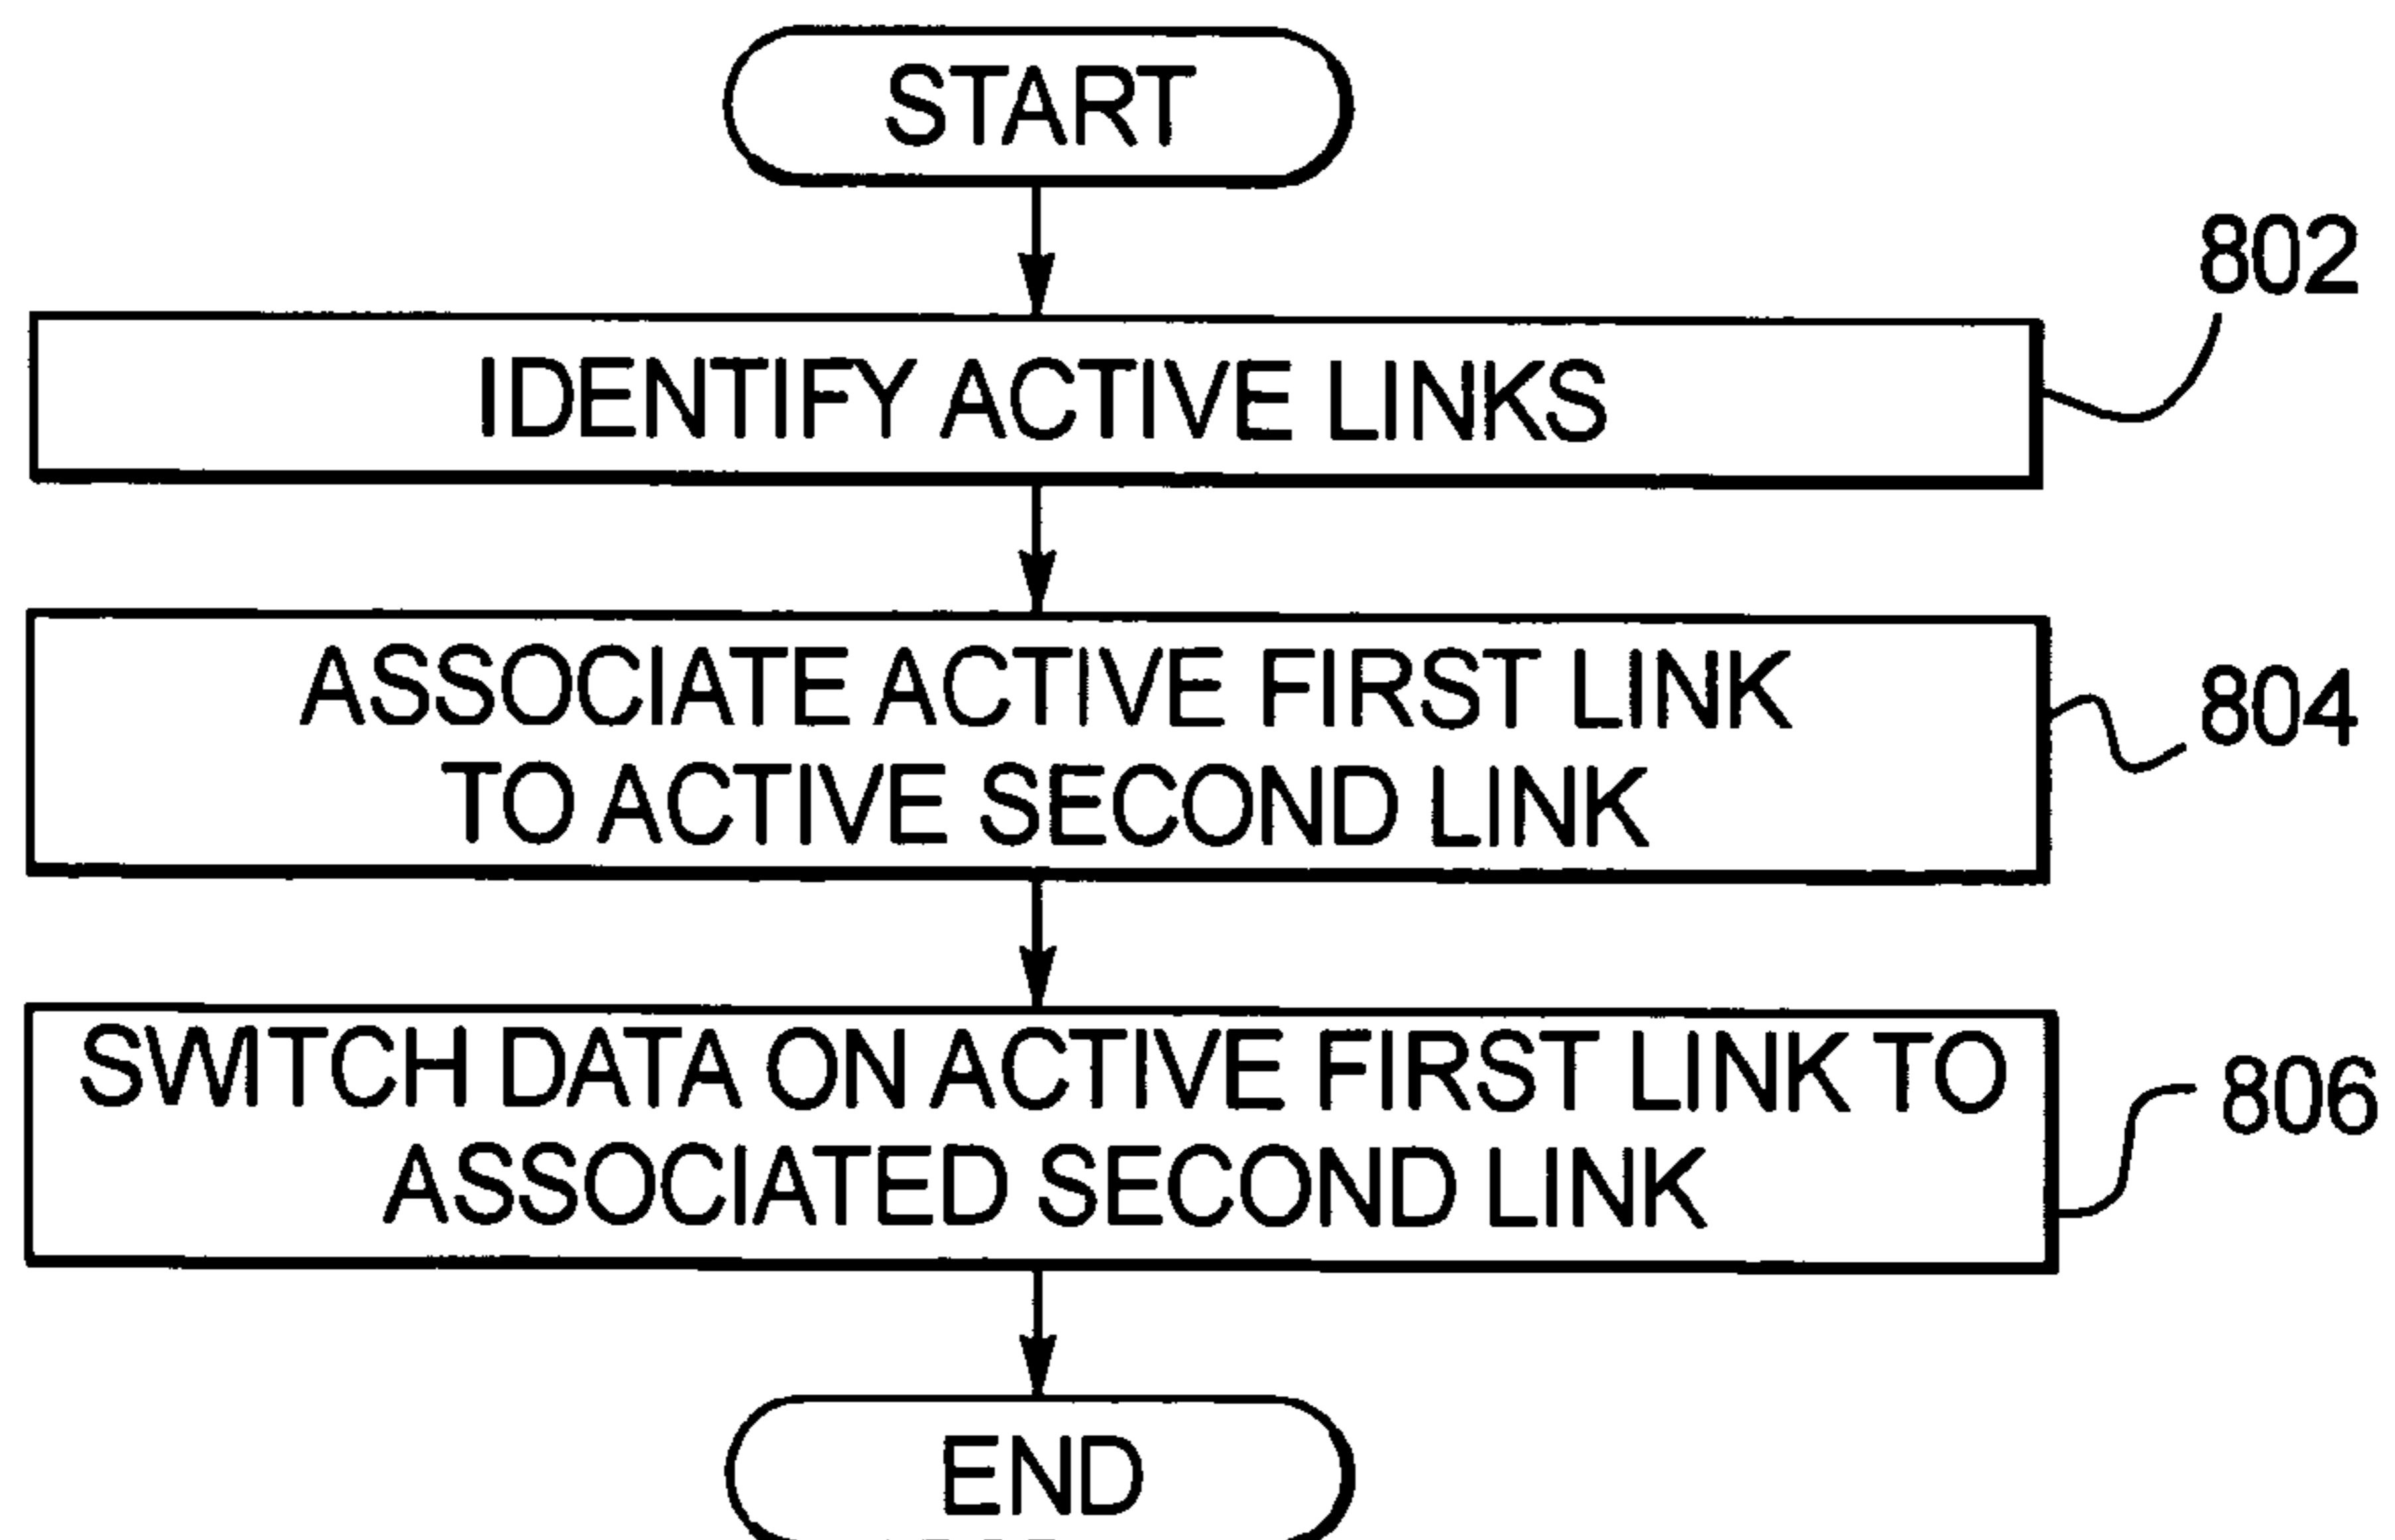 START
802
IDENTIFY ACTIVE LINKS
ASSOCIATE ACTIVE FIRST LINK
TO ACTIVE SECOND LINK
804
SWITCH DATA ON ACTIVE FIRST LINK TO
ASSOCIATED SECOND LINK
806
END